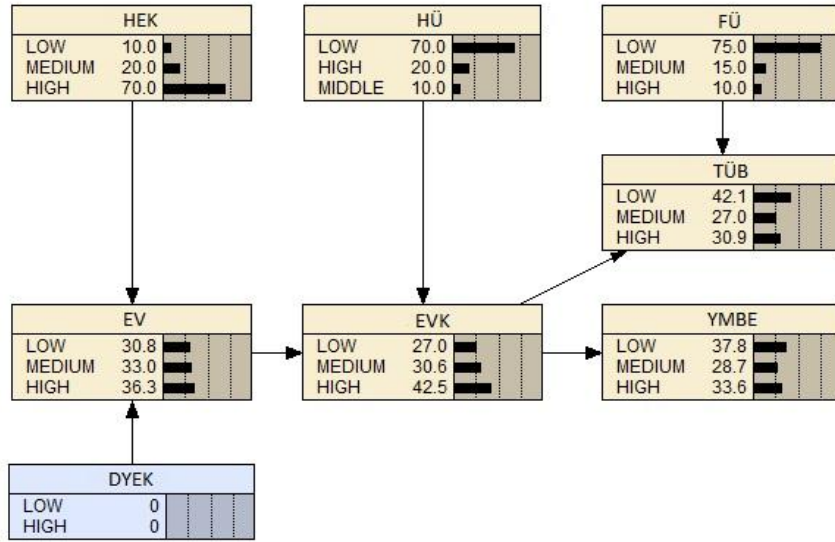 HEK
LOW 10.0
MEDIUM 20.0
HIGH 70.0
HÜ
LOW 70.0
HIGH 20.0
MIDDLE 10.0
FÜ
LOW 75.0
MEDIUM 15.0
HIGH 10.0
TÜB
LOW 42.1
MEDIUM 27.0
HIGH 30.9
EV
LOW 30.8
MEDIUM 33.0
HIGH 36.3
EVK
LOW 27.0
MEDIUM 30.6
HIGH 42.5
YMBE
LOW 37.8
MEDIUM 28.7
HIGH 33.6
DYEK
LOW 0
HIGH 0